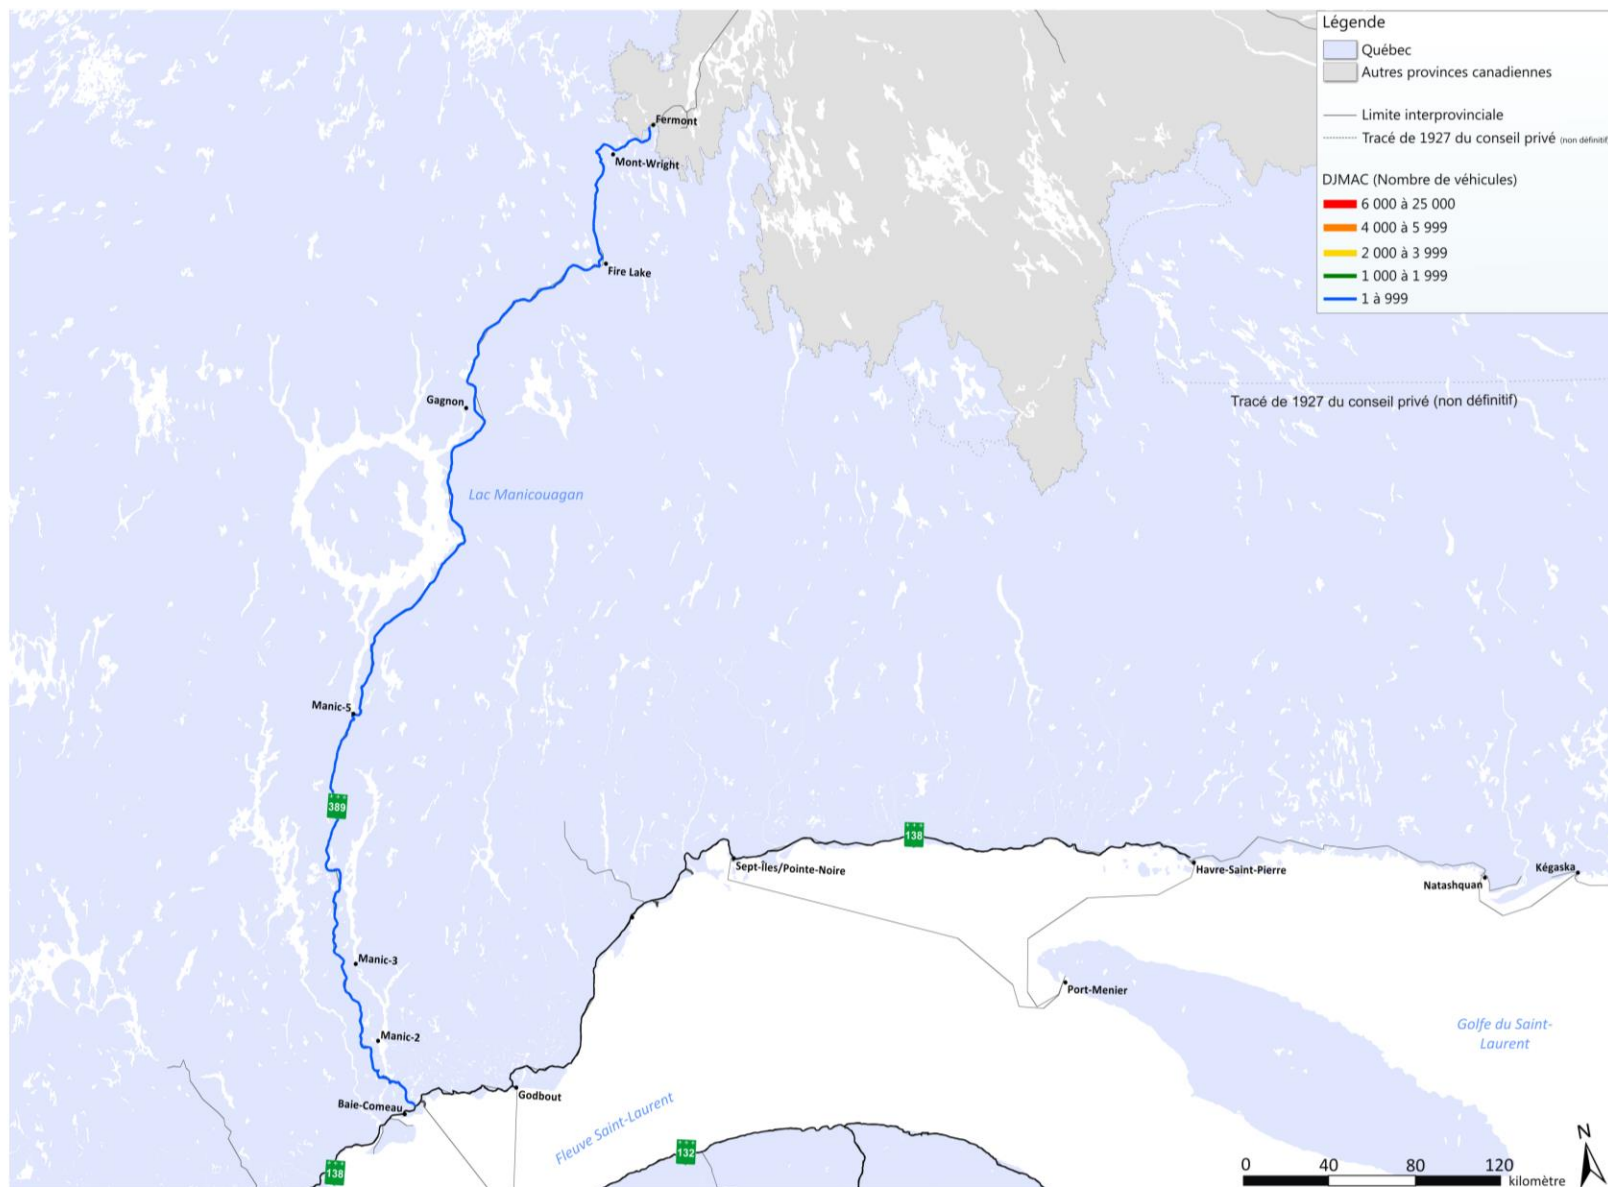 Légende
Québec
Autres provinces canadiennes
Limite interprovinciale
Tracé de 1927 du conseil privé (non définitif)
DJMAC (Nombre de véhicules)
6 000 à 25 000
4 000 à 5 999
2 000 à 3 999
1 000 à 1 999
1 à 999
Fermont
Mont-Wright
Fire Lake
Gagnon
Tracé de 1927 du conseil privé (non définitif)
Lac Manicouagan
Manic-5
389
138
Sept-Îles/Pointe-Noire
Havre-Saint-Pierre
Kégaska
Natashquan
Manic-3
Port-Menier
Manic-2
Golfe du Saint-
Laurent
Godbout
Baie-Comeau
Fleuve Saint-Laurent
132
138
N
0 40 80 120
kilomètre